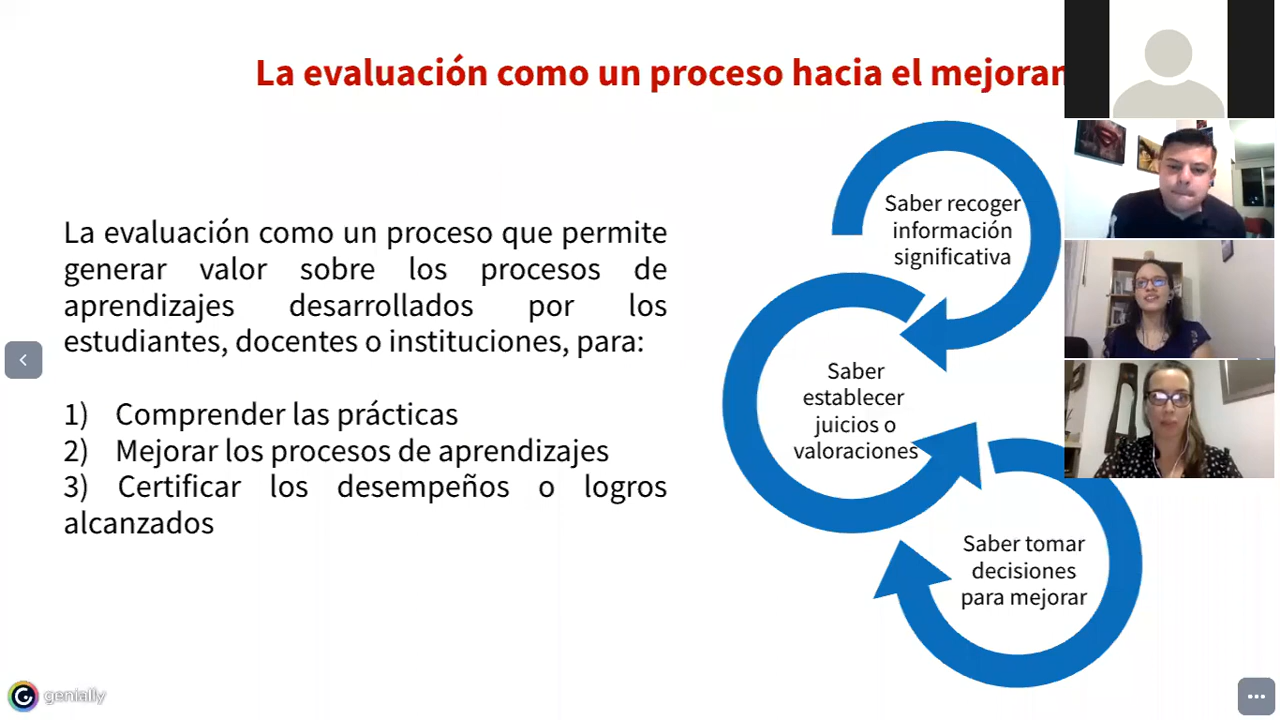 La evaluación como un proceso hacia el mejoran
La evaluación como un proceso que permite
generar valor sobre los procesos de
aprendizajes desarrollados por los
estudiantes, docentes o instituciones, para:
1) Comprender las prácticas
2) Mejorar los procesos de aprendizajes
3) Certificar los desempeños o logros
alcanzados
Saber recoger
información
significativa
Saber
establecer
juicios o
valoraciones
Saber tomar
decisiones
para mejorar
genially